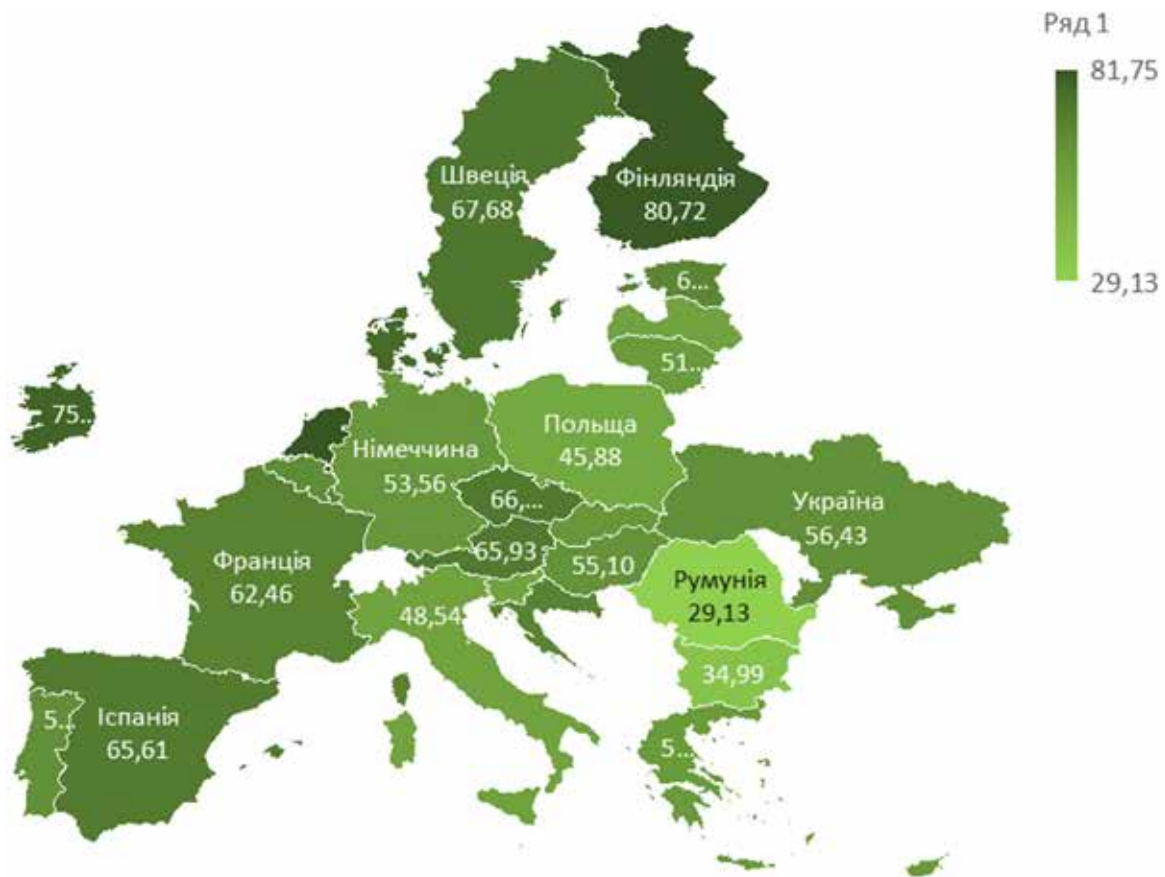 Ряд 1
81,75
29,13
Швеція
67,68
Фінляндія
80,72
6...
51...
75..
Польща
45,88
Німеччина
53,56
66,...
Україна
56,43
65,93
55,10
Франція
62,46
Румунія
29,13
48,54
34,99
5...
Іспанія
65,61
5...